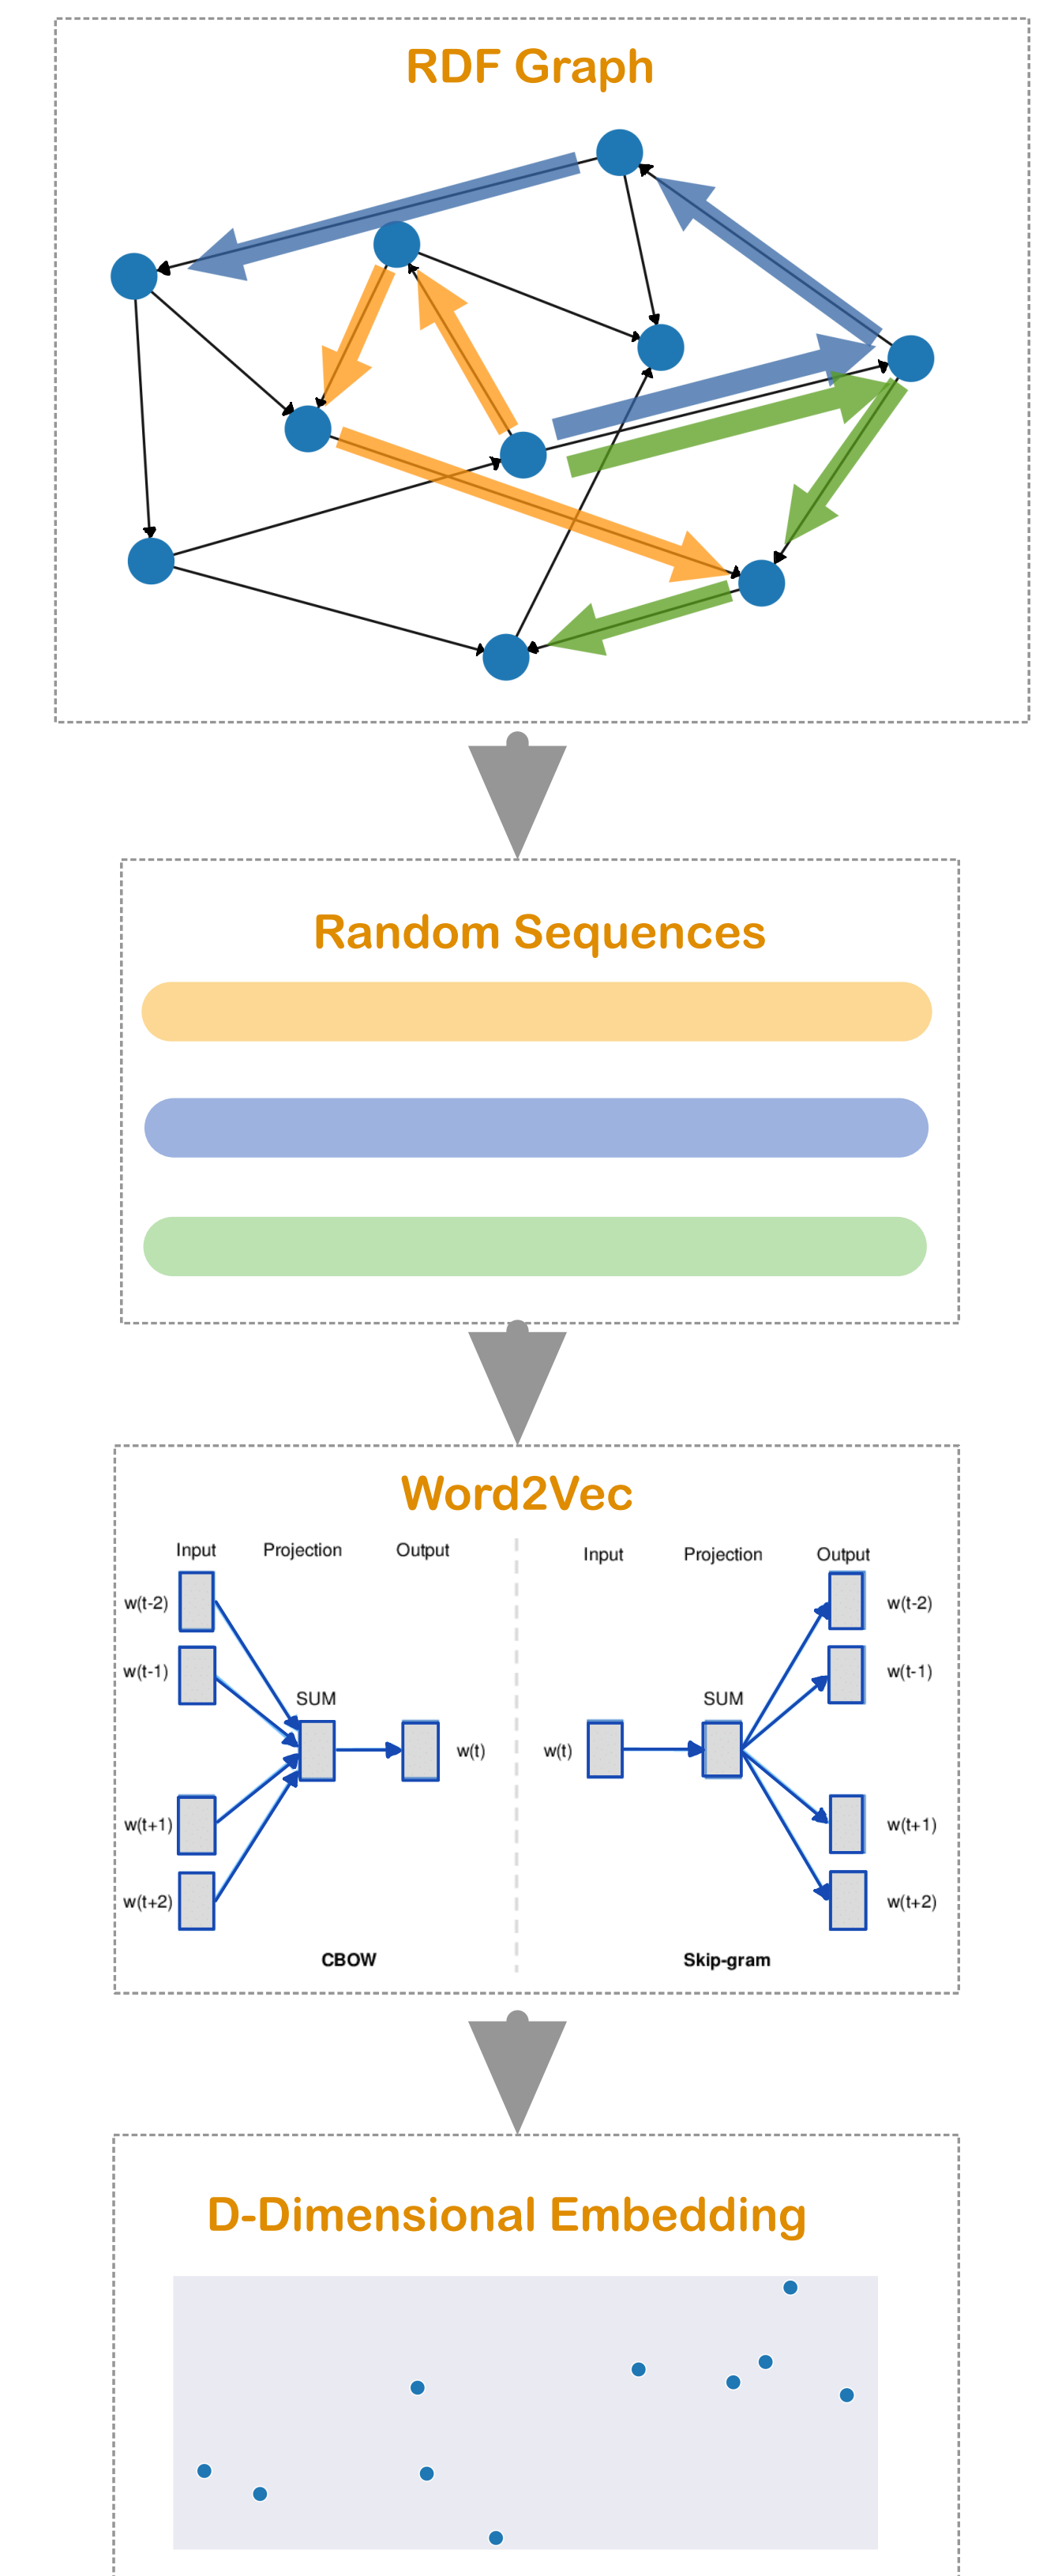 RDF Graph
Random Sequences
Word2Vec
Input Projection Output
w(t-2)
w(t-1)
SUM
w(t)
w(t+1)
w(t+2)
CBOW
Input Projection Output
w(t-2)
w(t-1)
SUM
w(t)
w(t+1)
w(t+2)
Skip-gram
D-Dimensional Embedding